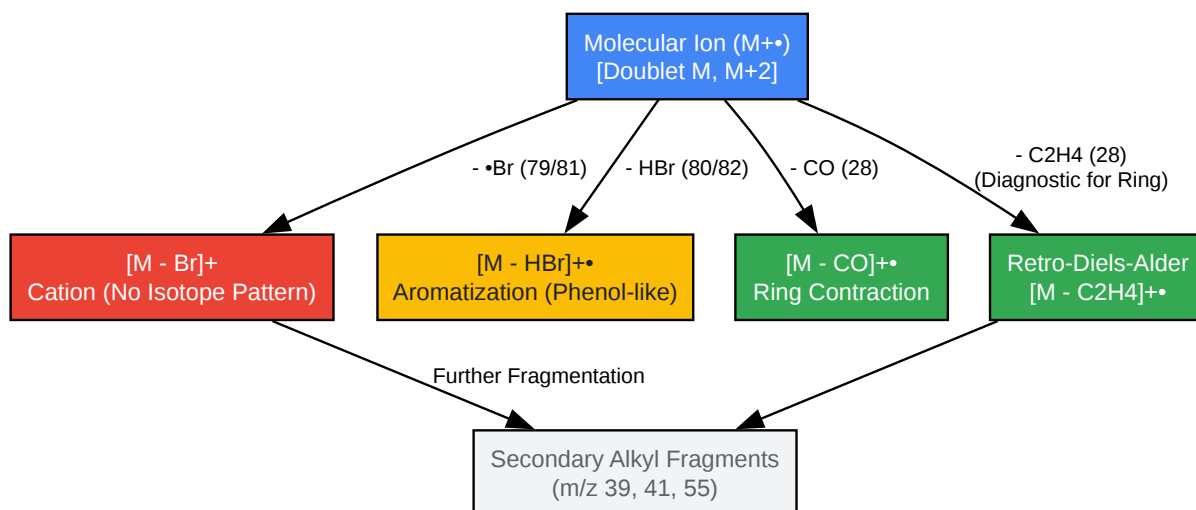 Molecular Ion (M+•)
[Doublet M, M+2]
- •Br (79/81)
- HBr (80/82)
- CO (28)
- C2H4 (28)
(Diagnostic for Ring)
[M - Br]+
Cation (No Isotope Pattern)
[M - HBr]+•
Aromatization (Phenol-like)
[M - CO]+•
Ring Contraction
Retro-Diels-Alder
[M - C2H4]+•
Further Fragmentation
Secondary Alkyl Fragments
(m/z 39, 41, 55)